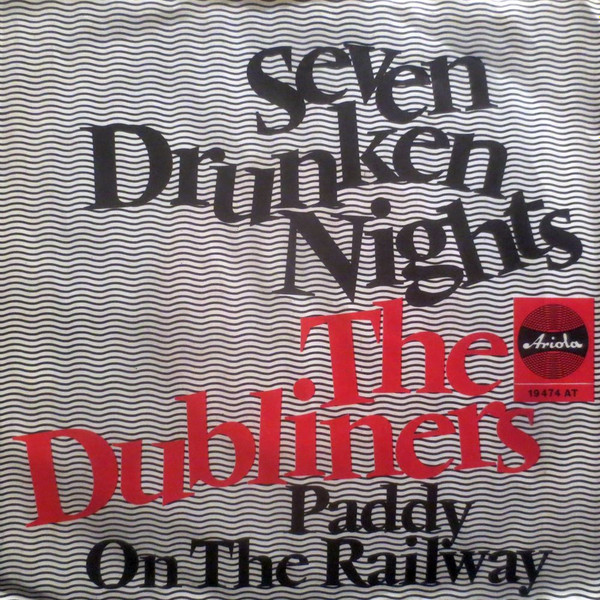 Seven
Drunken
Nights
The
Dubliners
Ariola
19 474 AT
Paddy
On The Railway